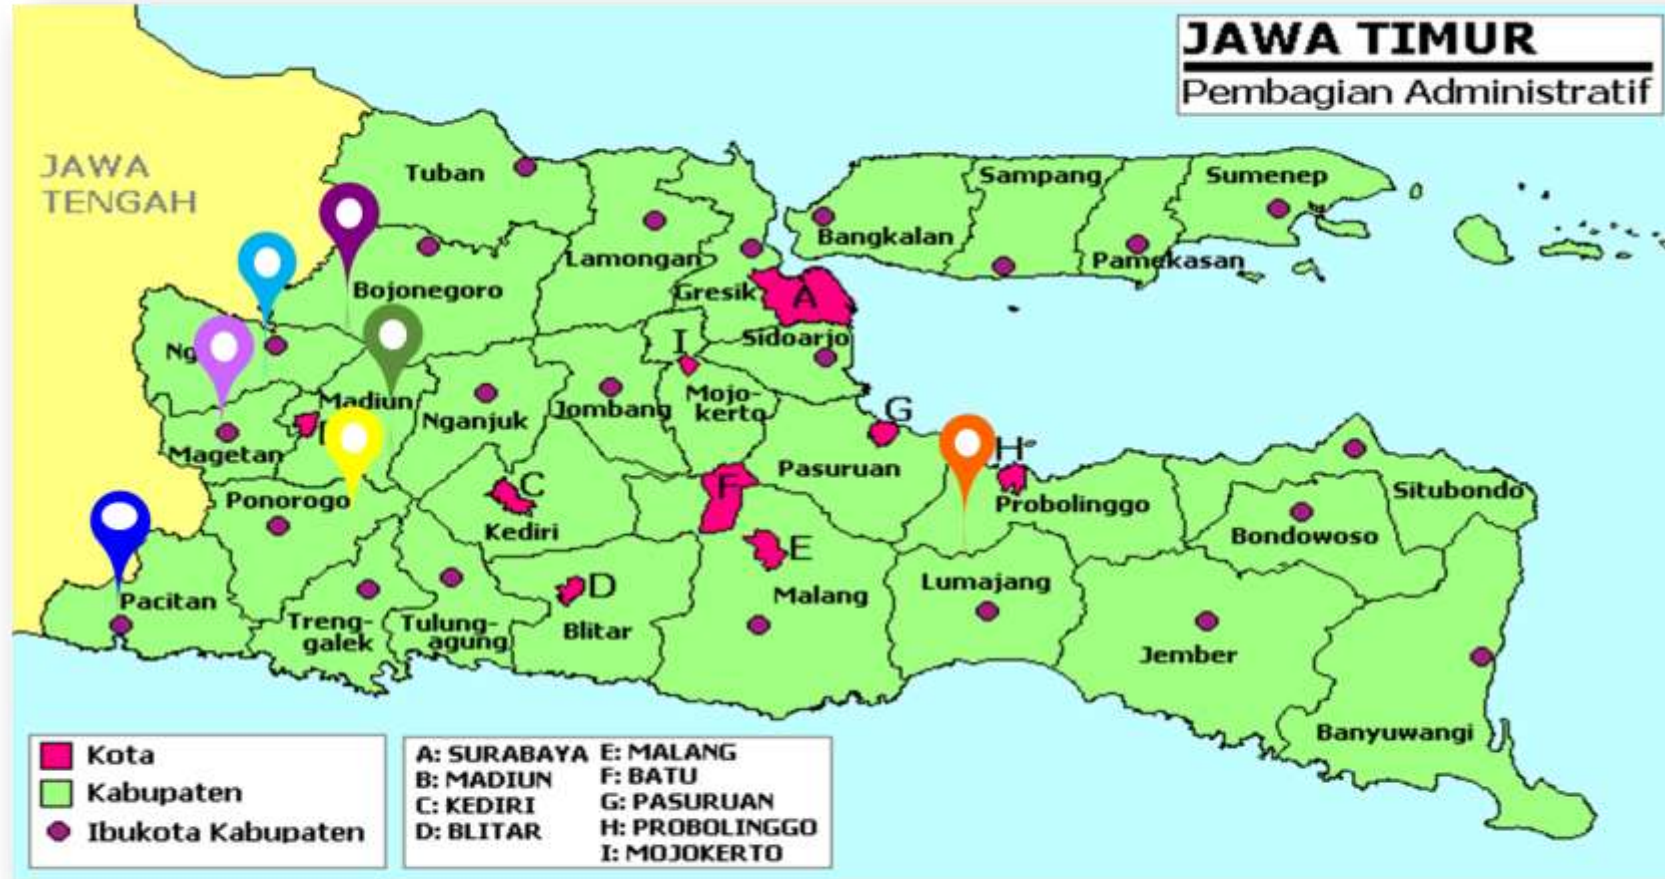 JAWA TIMUR
Pembagian Administratif
JAWA
TENGAH
Tuban
Sampang
Sumenep
Bangkalan
Lamongan
Pamekasan
Bojonegoro
Gresik
A
Sidoarjo
I
Ng
Madiun
Nganjuk
Jombang
Mojo-
kerto
G
Magetan
Pasuruan
H
Ponorogo
C
F
Probolinggo
Situbondo
Kediri
Bondowoso
E
Pacitan
D
Malang
Lumajang
Treng-
galek
Tulung-
agung
Blitar
Jember
Banyuwangi
Kota
Kabupaten
Ibukota Kabupaten
A: SURABAYA
B: MADIUN
C: KEDIRI
D: BLITAR
E: MALANG
F: BATU
G: PASURUAN
H: PROBOLINGGO
I: MOJOKERTO